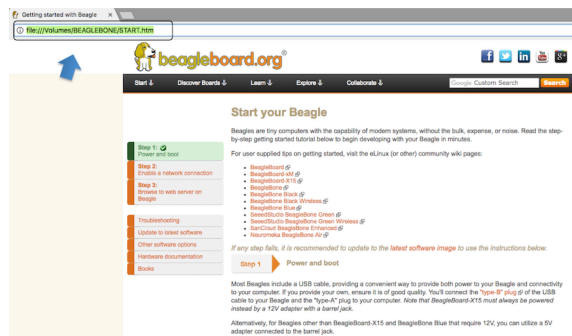 Getting started with Beagle
file:///Volumes/BEAGLEBONE/START.htm
beagleboard.org®
Start
Discover Boards
Learn
Explore
Collaborate
Google Custom Search
Search
Start your Beagle
Beagles are tiny computers with the capability of modern systems, without the bulk, expense, or noise. Read the step-
by-step getting started tutorial below to begin developing with your Beagle in minutes.
Step 1:
Power and boot
Step 2:
Enable a network connection
Step 3:
Browse to web server on
Beagle
Troubleshooting
Update to latest software
Other software options
Hardware documentation
Books
For user supplied tips on getting started, visit the eLinux (or other) community wiki pages:
BeagleBoard
BeagleBoard-xM
BeagleBoard-X15
BeagleBone
BeagleBone Black
BeagleBone Black Wireless
BeagleBone Blue
SeeedStudio BeagleBone Green
SeeedStudio BeagleBone Green Wireless
SanCloud BeagleBone Enhanced
Neuromeka BeagleBone Air
If any step fails, it is recommended to update to the latest software image to use the instructions below.
Step 1
Power and boot
Most Beagles include a USB cable, providing a convenient way to provide both power to your Beagle and connectivity
to your computer. If you provide your own, ensure it is of good quality. You'll connect the "type-B" plug of the USB
cable to your Beagle and the "type-A" plug to your computer. Note that BeagleBoard-X15 must always be powered
instead by a 12V adapter with a barrel jack.
Alternatively, for Beagles other than BeagleBoard-X15 and BeagleBone Blue that require 12V, you can utilize a 5V
adapter connected to the barrel jack.